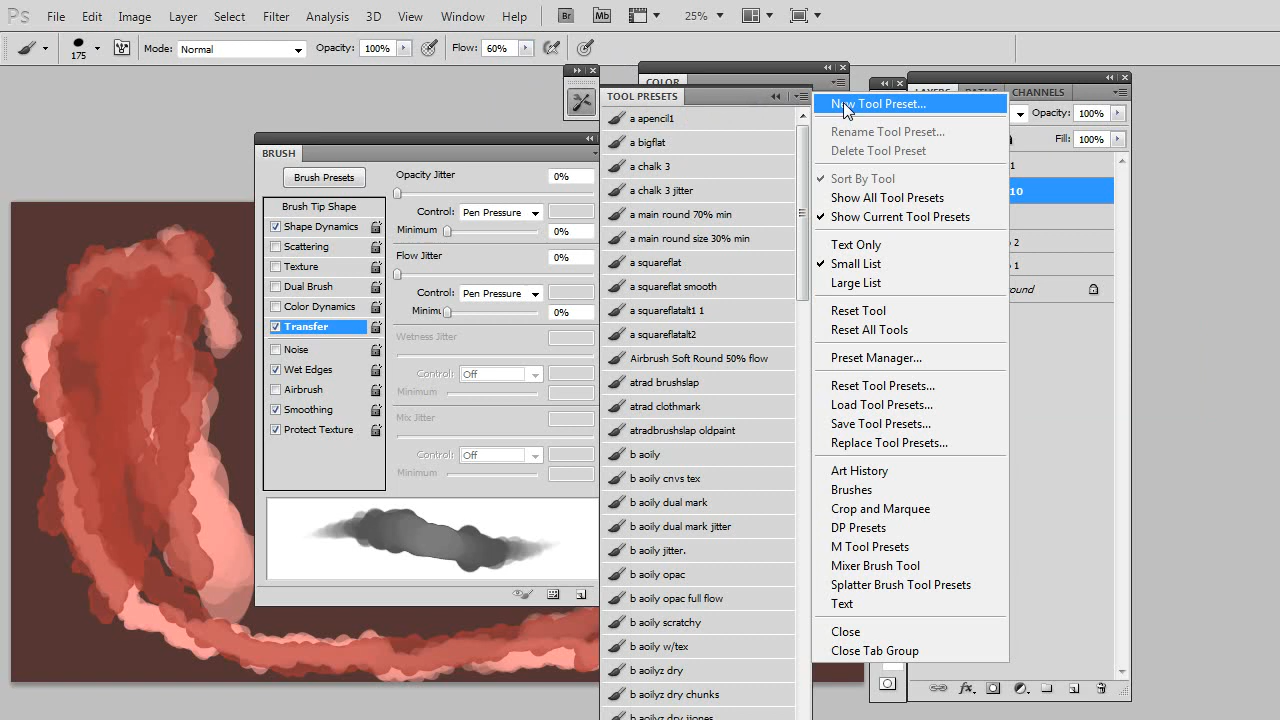 Ps File Edit Image Layer Select Filter Analysis 3D View Window Help Br Mb 25%
175 Mode: Normal Opacity: 100% Flow: 60%
COLOR
TOOL PRESETS
a apencil1
a bigflat
a chalk 3
a chalk 3 jitter
a main round 70% min
a main round size 30% min
a squareflat
a squareflat smooth
a squareflatalt1 1
a squareflatalt2
Airbrush Soft Round 50% flow
atrad brushslap
atrad clothmark
atradbrushslap oldpaint
b aoily
b aoily cnvs tex
b aoily dual mark
b aoily dual mark jitter
b aoily jitter.
b aoily opac
b aoily opac full flow
b aoily scratchy
b aoily w/tex
b aoilyz dry
b aoilyz dry chunks
New Tool Preset...
Rename Tool Preset...
Delete Tool Preset
Sort By Tool
Show All Tool Presets
Show Current Tool Presets
Text Only
Small List
Large List
Reset Tool
Reset All Tools
Preset Manager...
Reset Tool Presets...
Load Tool Presets...
Save Tool Presets...
Replace Tool Presets...
Art History
Brushes
Crop and Marquee
DP Presets
M Tool Presets
Mixer Brush Tool
Splatter Brush Tool Presets
Text
Close
Close Tab Group
CHANNELS
Opacity: 100%
Fill: 100%
1
10
2
1
BRUSH
Brush Presets
Brush Tip Shape
Shape Dynamics
Scattering
Texture
Dual Brush
Color Dynamics
Transfer
Noise
Wet Edges
Airbrush
Smoothing
Protect Texture
Opacity Jitter 0%
Control: Pen Pressure
Minimum 0%
Flow Jitter 0%
Control: Pen Pressure
Minimu 0%
Wetness Jitter
Control: Off
Minimum
Mix Jitter
Control: Off
Minimum